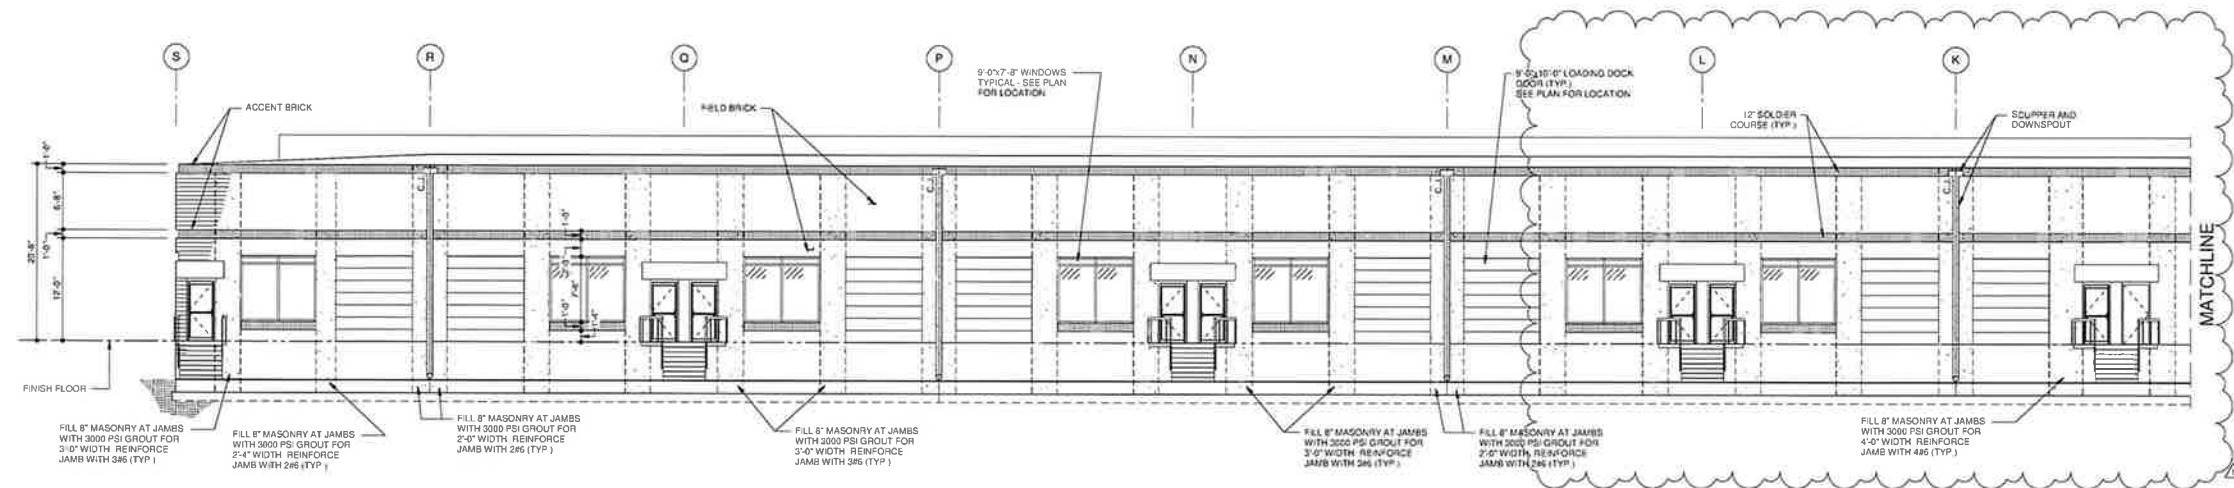 S
R
Q
P
N
M
L
K
9'-0"x7'-8" WINDOWS
TYPICAL - SEE PLAN
FOR LOCATION
9'-0"x10'-0" LOADING DOCK
DOOR (TYP.)
SEE PLAN FOR LOCATION
ACCENT BRICK
FIELD BRICK
12" SOLDIER
COURSE (TYP.)
SCUPPER AND
DOWNSPOUT
1'-0"
6'-8"
1'-0"
12'-0"
20'-8"
C.J.
C.J.
C.J.
C.J.
1'-0"
7'-8"
1'-0"
1'-4"
MATCHLINE
FINISH FLOOR
FILL 8" MASONRY AT JAMBS
WITH 3000 PSI GROUT FOR
3'-0" WIDTH REINFORCE
JAMB WITH 3#6 (TYP.)
FILL 8" MASONRY AT JAMBS
WITH 3000 PSI GROUT FOR
2'-4" WIDTH REINFORCE
JAMB WITH 2#6 (TYP.)
FILL 8" MASONRY AT JAMBS
WITH 3000 PSI GROUT FOR
2'-0" WIDTH REINFORCE
JAMB WITH 2#6 (TYP.)
FILL 8" MASONRY AT JAMBS
WITH 3000 PSI GROUT FOR
3'-0" WIDTH REINFORCE
JAMB WITH 3#6 (TYP.)
FILL 8" MASONRY AT JAMBS
WITH 3000 PSI GROUT FOR
3'-0" WIDTH REINFORCE
JAMB WITH 3#6 (TYP.)
FILL 8" MASONRY AT JAMBS
WITH 3000 PSI GROUT FOR
2'-0" WIDTH REINFORCE
JAMB WITH 2#6 (TYP.)
FILL 8" MASONRY AT JAMBS
WITH 3000 PSI GROUT FOR
4'-0" WIDTH REINFORCE
JAMB WITH 4#6 (TYP.)